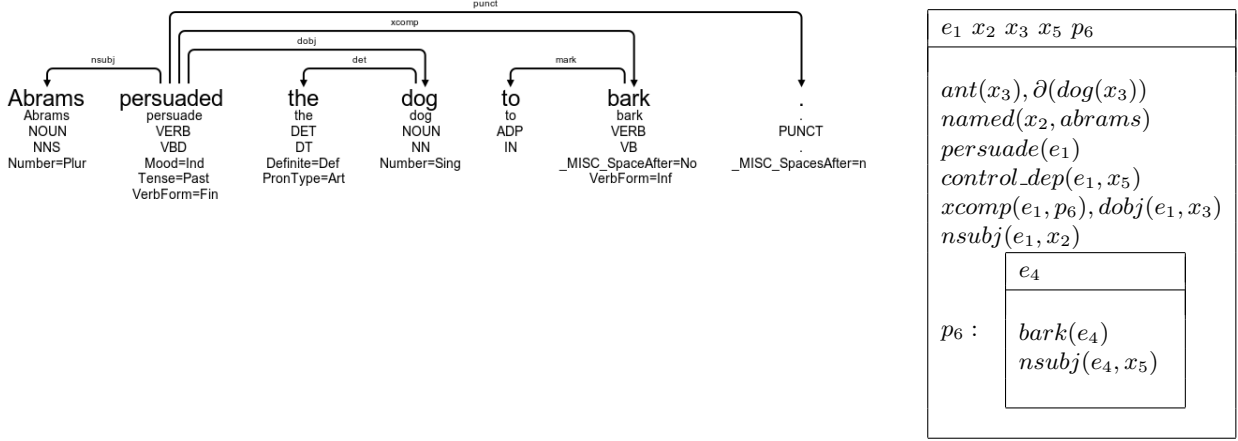 punct
xcomp
dobj
nsubj det mark
Abrams persuaded the dog to bark .
Abrams persuade the dog to bark .
NOUN VERB DET NOUN ADP VERB PUNCT
NNS VBD DT NN IN VB .
Number=Plur Mood=Ind Definite=Def Number=Sing _MISC_SpaceAfter=No _MISC_SpacesAfter=n
Tense=Past PronType=Art VerbForm=Inf
VerbForm=Fin
e₁ x₂ x₃ x₅ p₆
ant(x₃), ∂(dog(x₃))
named(x₂, abrams)
persuade(e₁)
control_dep(e₁, x₅)
xcomp(e₁, p₆), dobj(e₁, x₃)
nsubj(e₁, x₂)
e₄
p₆ : bark(e₄)
nsubj(e₄, x₅)